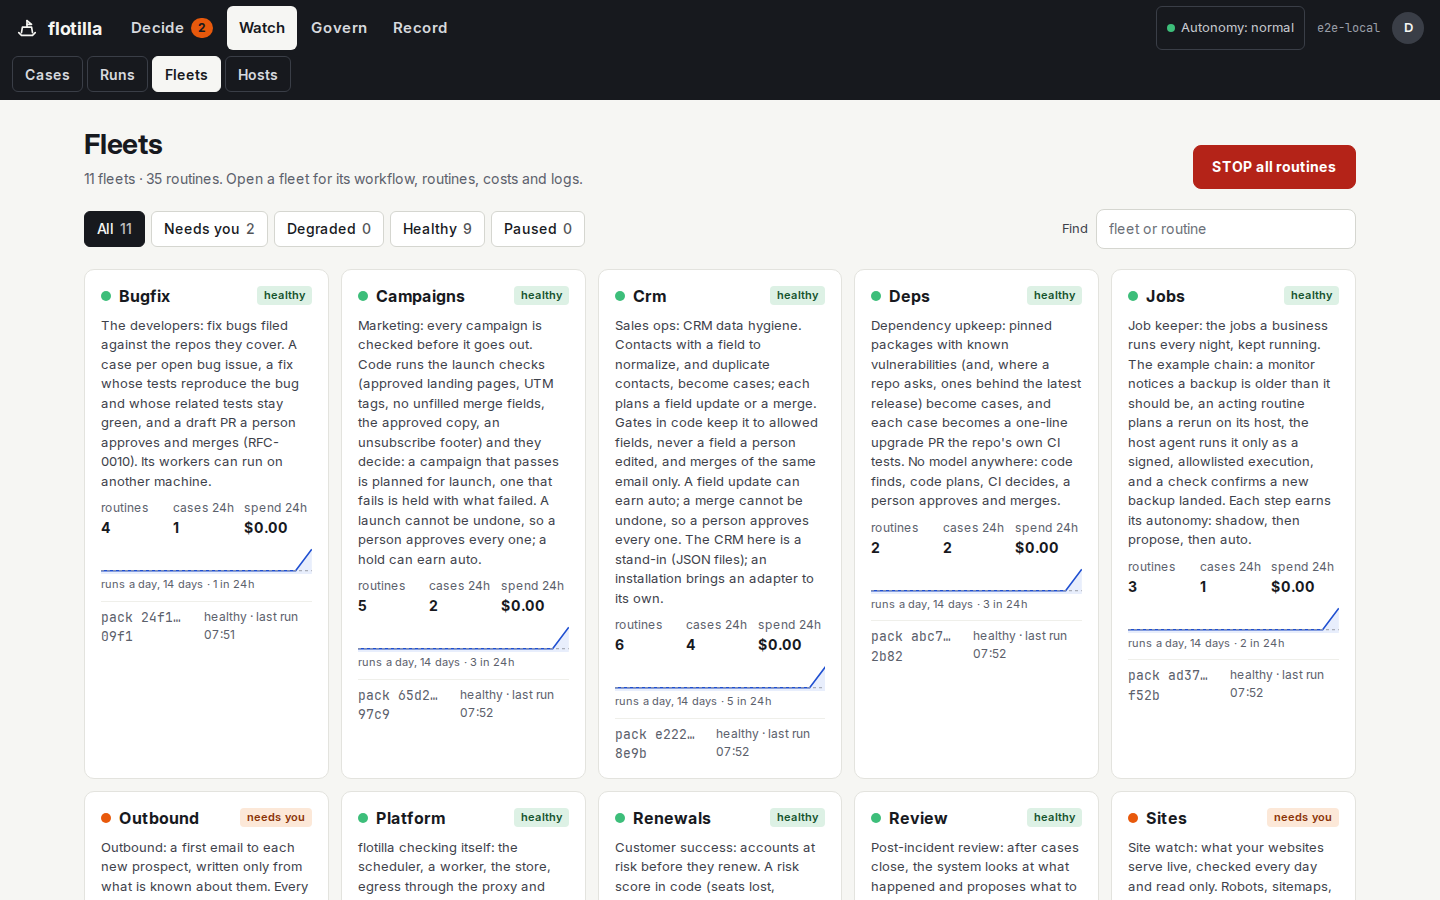 flotilla
Decide 2
Watch
Govern
Record
Autonomy: normal
e2e-local
D
Cases
Runs
Fleets
Hosts
Fleets
11 fleets · 35 routines. Open a fleet for its workflow, routines, costs and logs.
STOP all routines
All 11
Needs you 2
Degraded 0
Healthy 9
Paused 0
Find
fleet or routine
Bugfix
healthy
The developers: fix bugs filed
against the repos they cover. A
case per open bug issue, a fix
whose tests reproduce the bug
and whose related tests stay
green, and a draft PR a person
approves and merges (RFC-
0010). Its workers can run on
another machine.
routines cases 24h spend 24h
4 1 $0.00
runs a day, 14 days · 1 in 24h
pack 24f1…
09f1
healthy · last run
07:51
Campaigns
healthy
Marketing: every campaign is
checked before it goes out.
Code runs the launch checks
(approved landing pages, UTM
tags, no unfilled merge fields,
the approved copy, an
unsubscribe footer) and they
decide: a campaign that passes
is planned for launch, one that
fails is held with what failed. A
launch cannot be undone, so a
person approves every one; a
hold can earn auto.
routines cases 24h spend 24h
5 2 $0.00
runs a day, 14 days · 3 in 24h
pack 65d2…
97c9
healthy · last run
07:52
Crm
healthy
Sales ops: CRM data hygiene.
Contacts with a field to
normalize, and duplicate
contacts, become cases; each
plans a field update or a merge.
Gates in code keep it to allowed
fields, never a field a person
edited, and merges of the same
email only. A field update can
earn auto; a merge cannot be
undone, so a person approves
every one. The CRM here is a
stand-in (JSON files); an
installation brings an adapter to
its own.
routines cases 24h spend 24h
6 4 $0.00
runs a day, 14 days · 5 in 24h
pack e222…
8e9b
healthy · last run
07:52
Deps
healthy
Dependency upkeep: pinned
packages with known
vulnerabilities (and, where a
repo asks, ones behind the latest
release) become cases, and
each case becomes a one-line
upgrade PR the repo's own CI
tests. No model anywhere: code
finds, code plans, CI decides, a
person approves and merges.
routines cases 24h spend 24h
2 2 $0.00
runs a day, 14 days · 3 in 24h
pack abc7…
2b82
healthy · last run
07:52
Jobs
healthy
Job keeper: the jobs a business
runs every night, kept running.
The example chain: a monitor
notices a backup is older than it
should be, an acting routine
plans a rerun on its host, the
host agent runs it only as a
signed, allowlisted execution,
and a check confirms a new
backup landed. Each step earns
its autonomy: shadow, then
propose, then auto.
routines cases 24h spend 24h
3 1 $0.00
runs a day, 14 days · 2 in 24h
pack ad37…
f52b
healthy · last run
07:52
Outbound
needs you
Outbound: a first email to each
new prospect, written only from
what is known about them. Every
Platform
healthy
flotilla checking itself: the
scheduler, a worker, the store,
egress through the proxy and
Renewals
healthy
Customer success: accounts at
risk before they renew. A risk
score in code (seats lost,
Review
healthy
Post-incident review: after cases
close, the system looks at what
happened and proposes what to
Sites
needs you
Site watch: what your websites
serve live, checked every day
and read only. Robots, sitemaps,